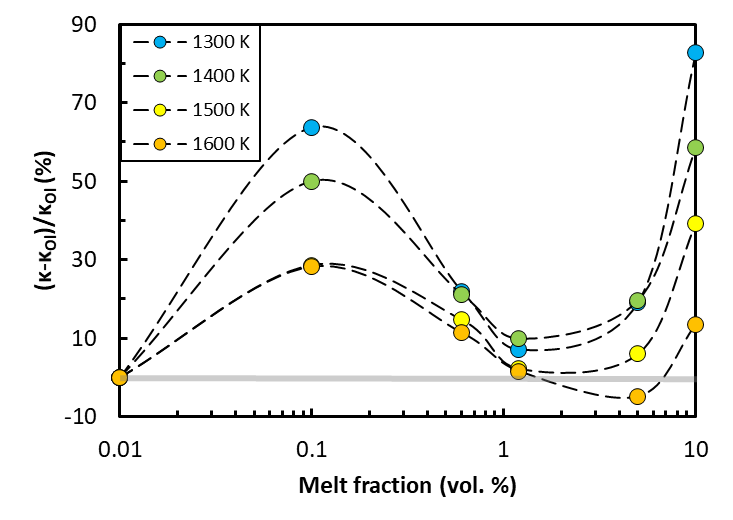 90
70
50
30
10
-10
(κ-κOl)/κOl (%)
1300 K
1400 K
1500 K
1600 K
0.01
0.1
1
10
Melt fraction (vol. %)